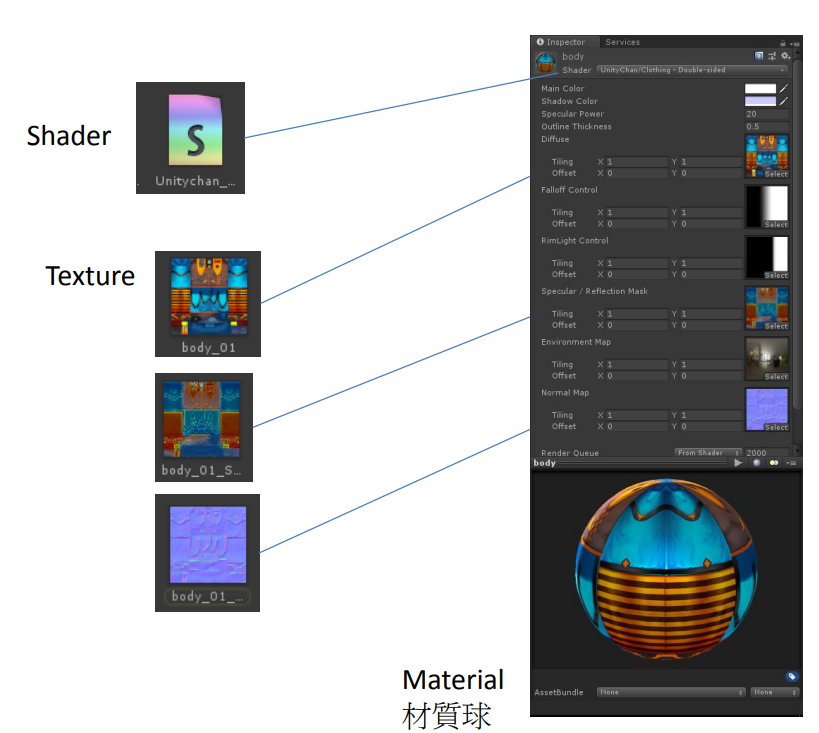 Shader
Unitychan_...
Texture
body_01
body_01_S...
body_01_...
Material
材質球
Inspector Services
body
Shader UnityChan/Clothing - Double-sided
Main Color
Shadow Color
Specular Power 20
Outline Thickness 0.5
Diffuse
Tiling X 1 Y 1
Offset X 0 Y 0
Select
Falloff Control
Tiling X 1 Y 1
Offset X 0 Y 0
Select
RimLight Control
Tiling X 1 Y 1
Offset X 0 Y 0
Select
Specular / Reflection Mask
Tiling X 1 Y 1
Offset X 0 Y 0
Select
Environment Map
Tiling X 1 Y 1
Offset X 0 Y 0
Select
Normal Map
Tiling X 1 Y 1
Offset X 0 Y 0
Select
Render Queue From Shader 2000
body
AssetBundle None None